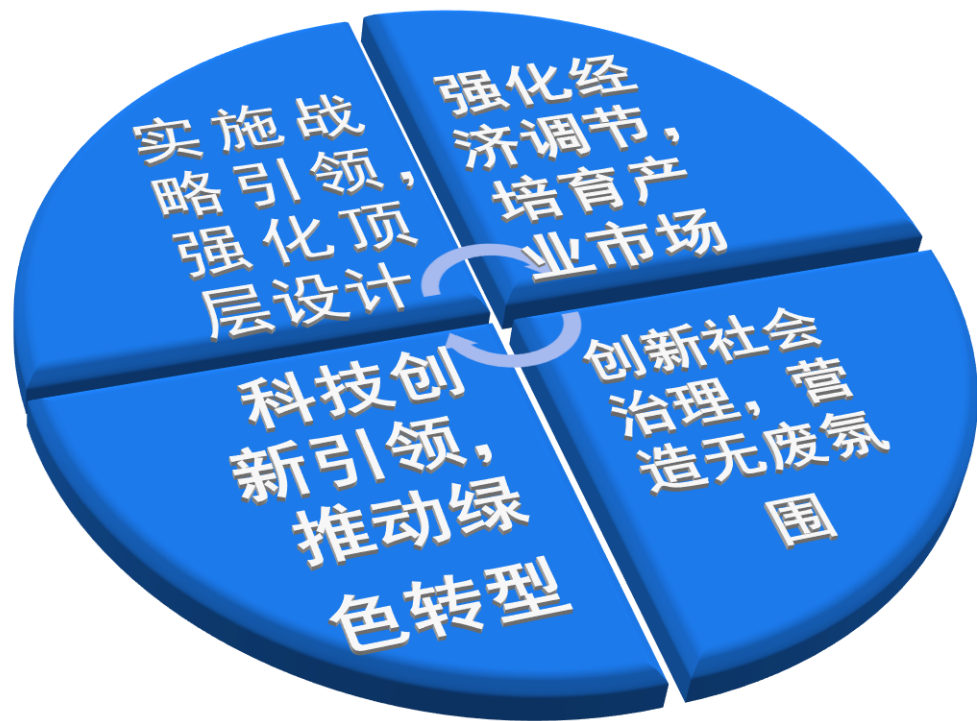 实施战
略引领，
强化顶
层设计
强化经
济调节，
培育产
业市场
科技创
新引领，
推动绿
色转型
创新社会
治理，营
造无废氛
围